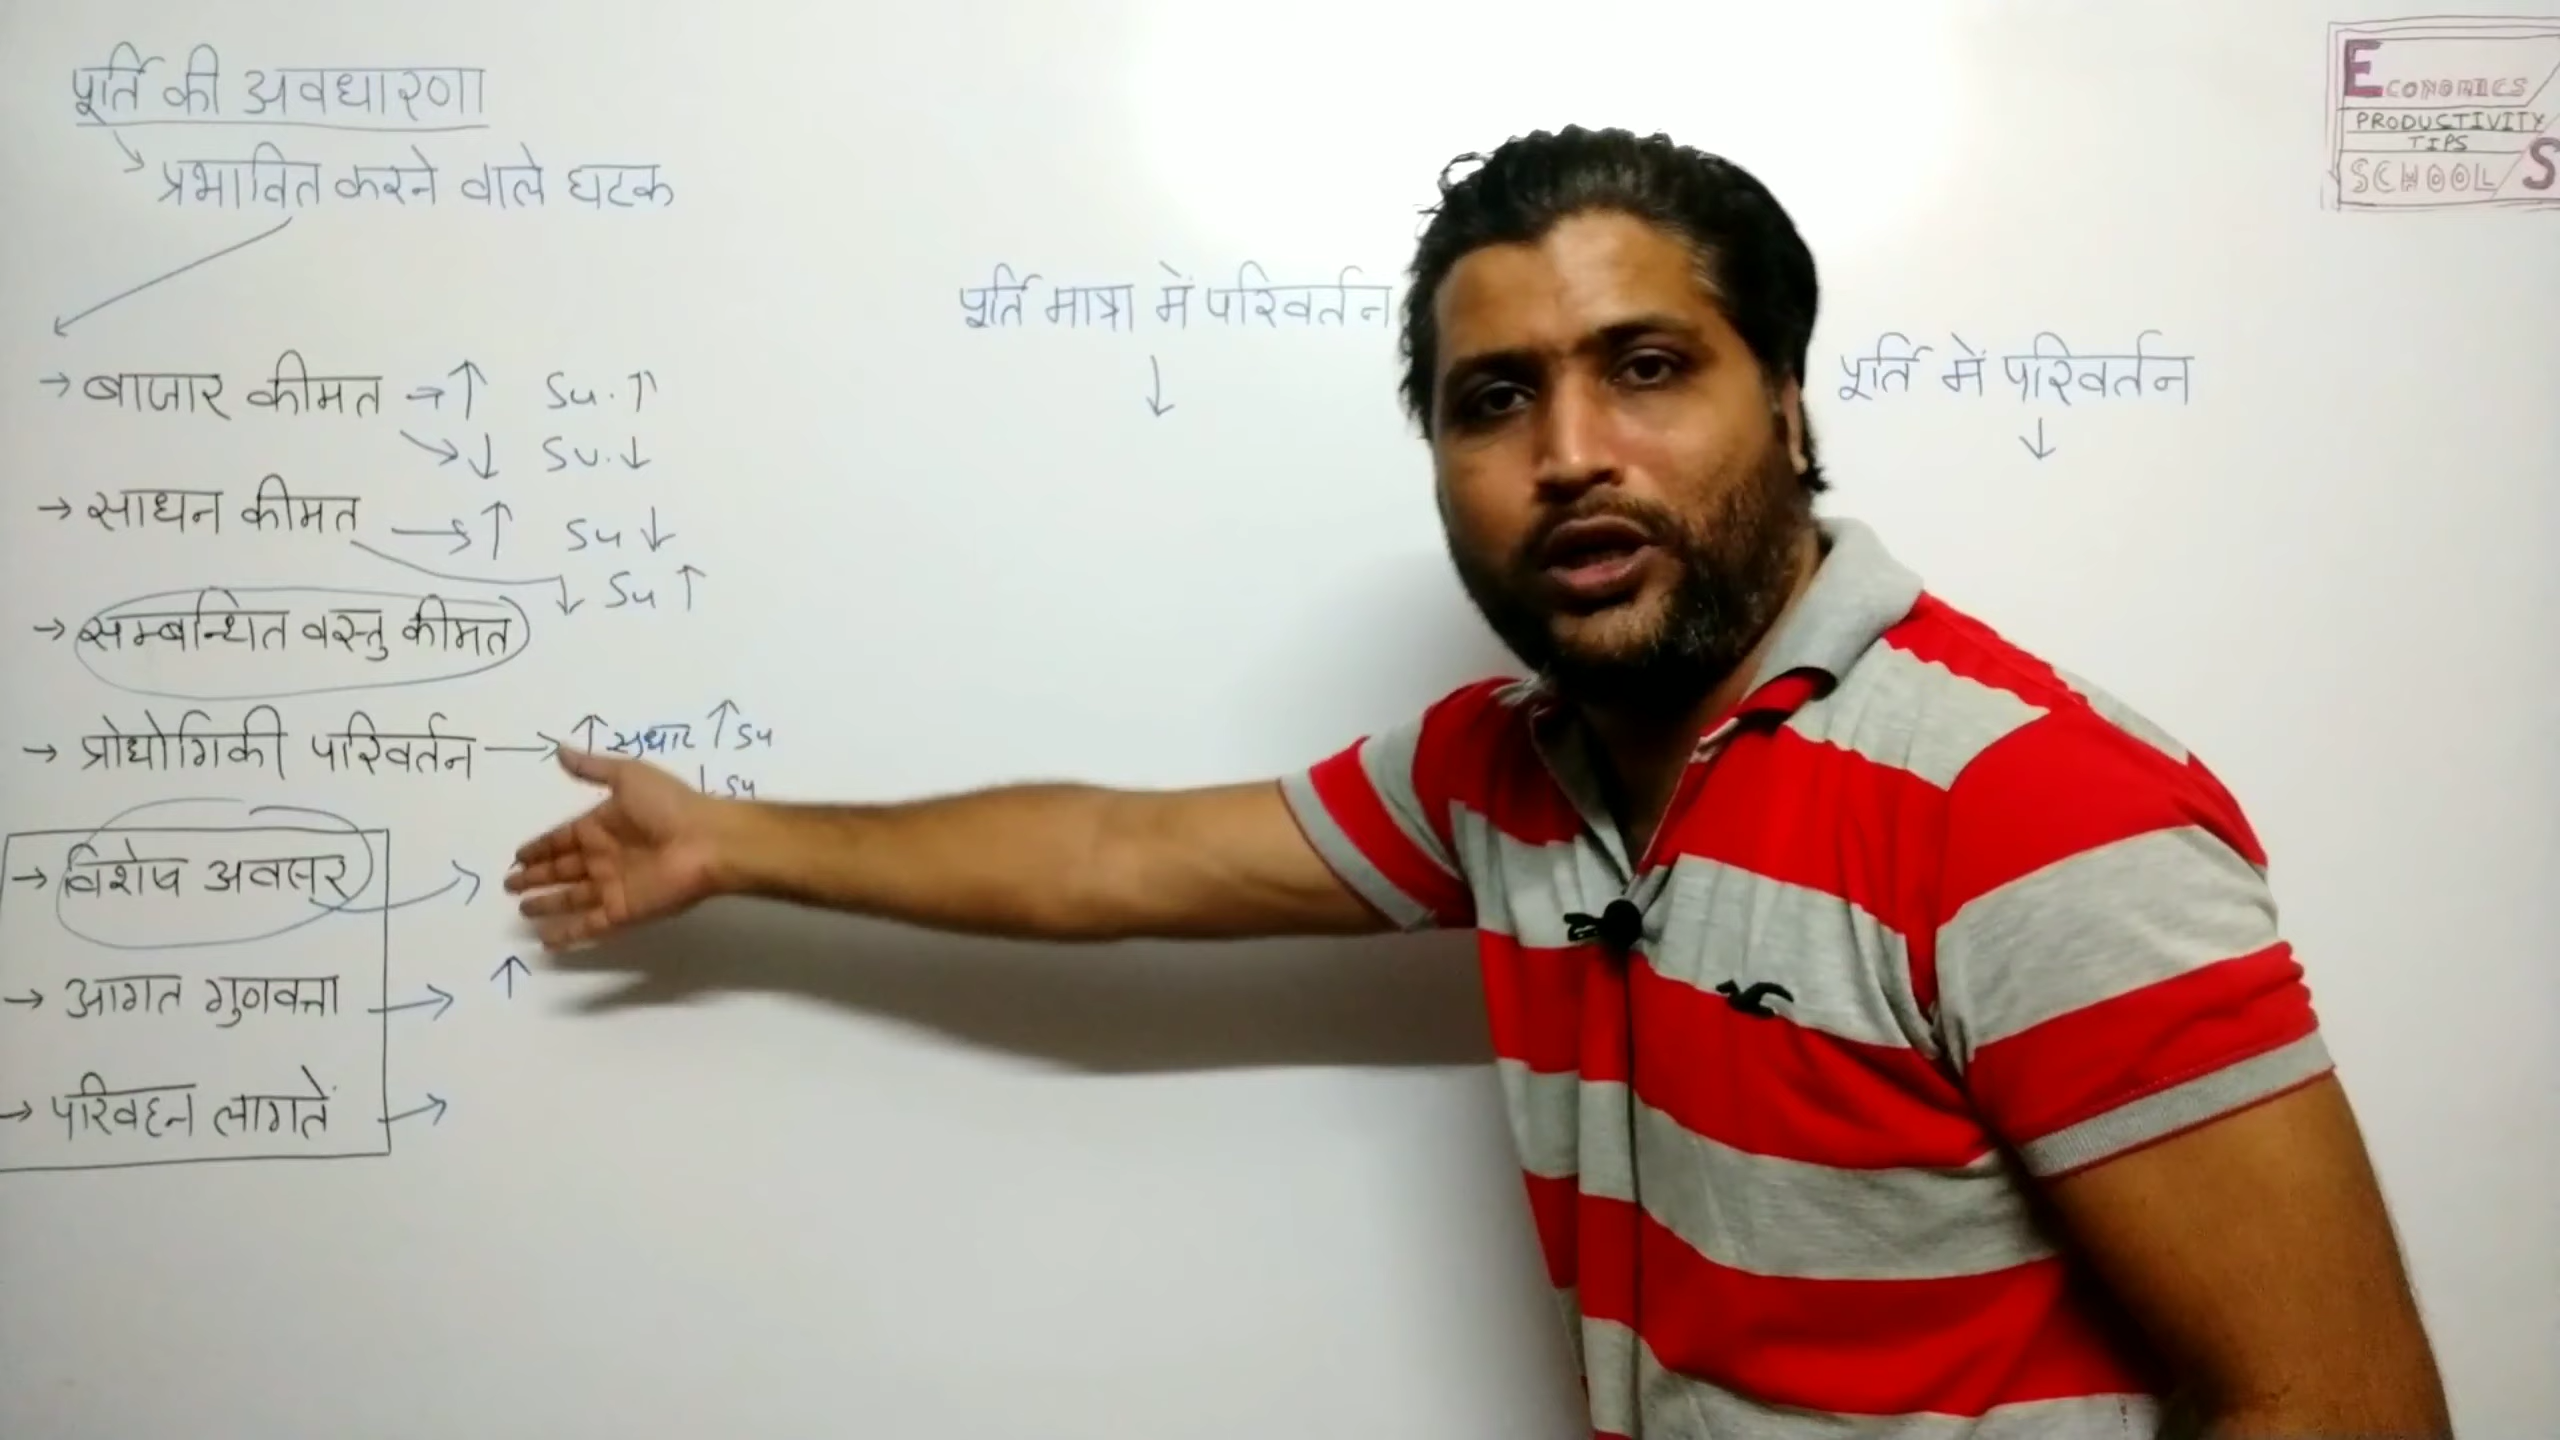 पूर्ति की अवधारणा
प्रभावित करने वाले घटक
→ बाजार कीमत → ↑ Su. ↑
↓ Su. ↓
→ साधन कीमत → ↑ Su ↓
↓ Su ↑
→ सम्बन्धित वस्तु कीमत
→ प्रोद्योगिकी परिवर्तन → ↑ सुधार ↑ Su
↓ Su
→ विशेष अवसर →
→ आगत गुणवत्ता → ↑
→ परिवहन लागतें →
पूर्ति मात्रा में परिवर्तन
↓
पूर्ति में परिवर्तन
↓
ECONOMICS
PRODUCTIVITY
TIPS
SCHOOL S